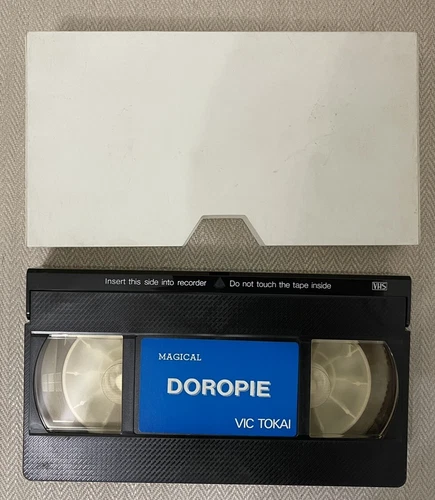 Insert this side into recorder Do not touch the tape inside VHS
MAGICAL
DOROPIE
VIC TOKAI